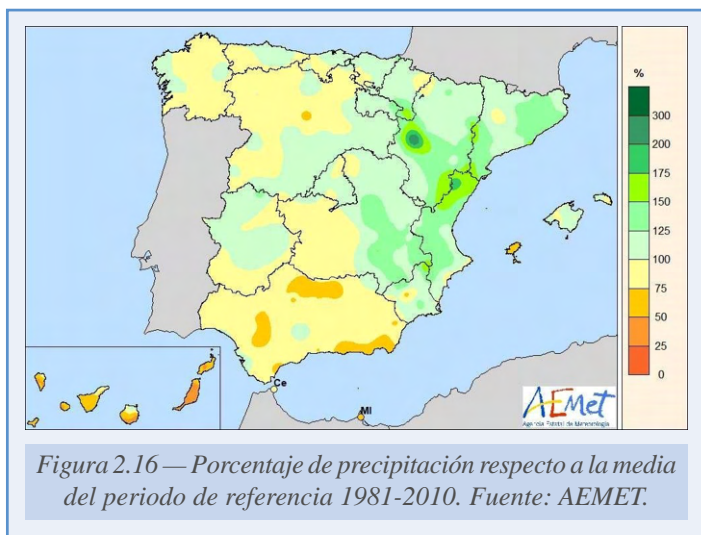 %
300
200
175
150
125
100
75
50
25
0
Ce
Ml
AEmet
Agencia Estatal de Meteorología
Figura 2.16 — Porcentaje de precipitación respecto a la media
del periodo de referencia 1981-2010. Fuente: AEMET.